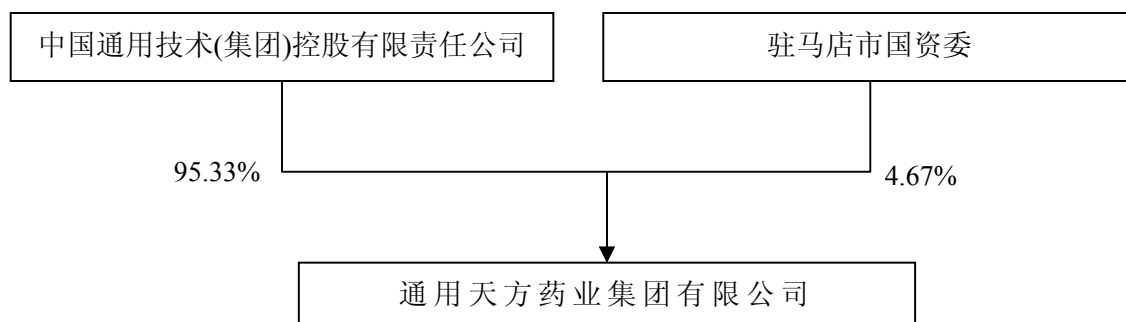 中国通用技术(集团)控股有限责任公司
驻马店市国资委
95.33%
4.67%
通用天方药业集团有限公司